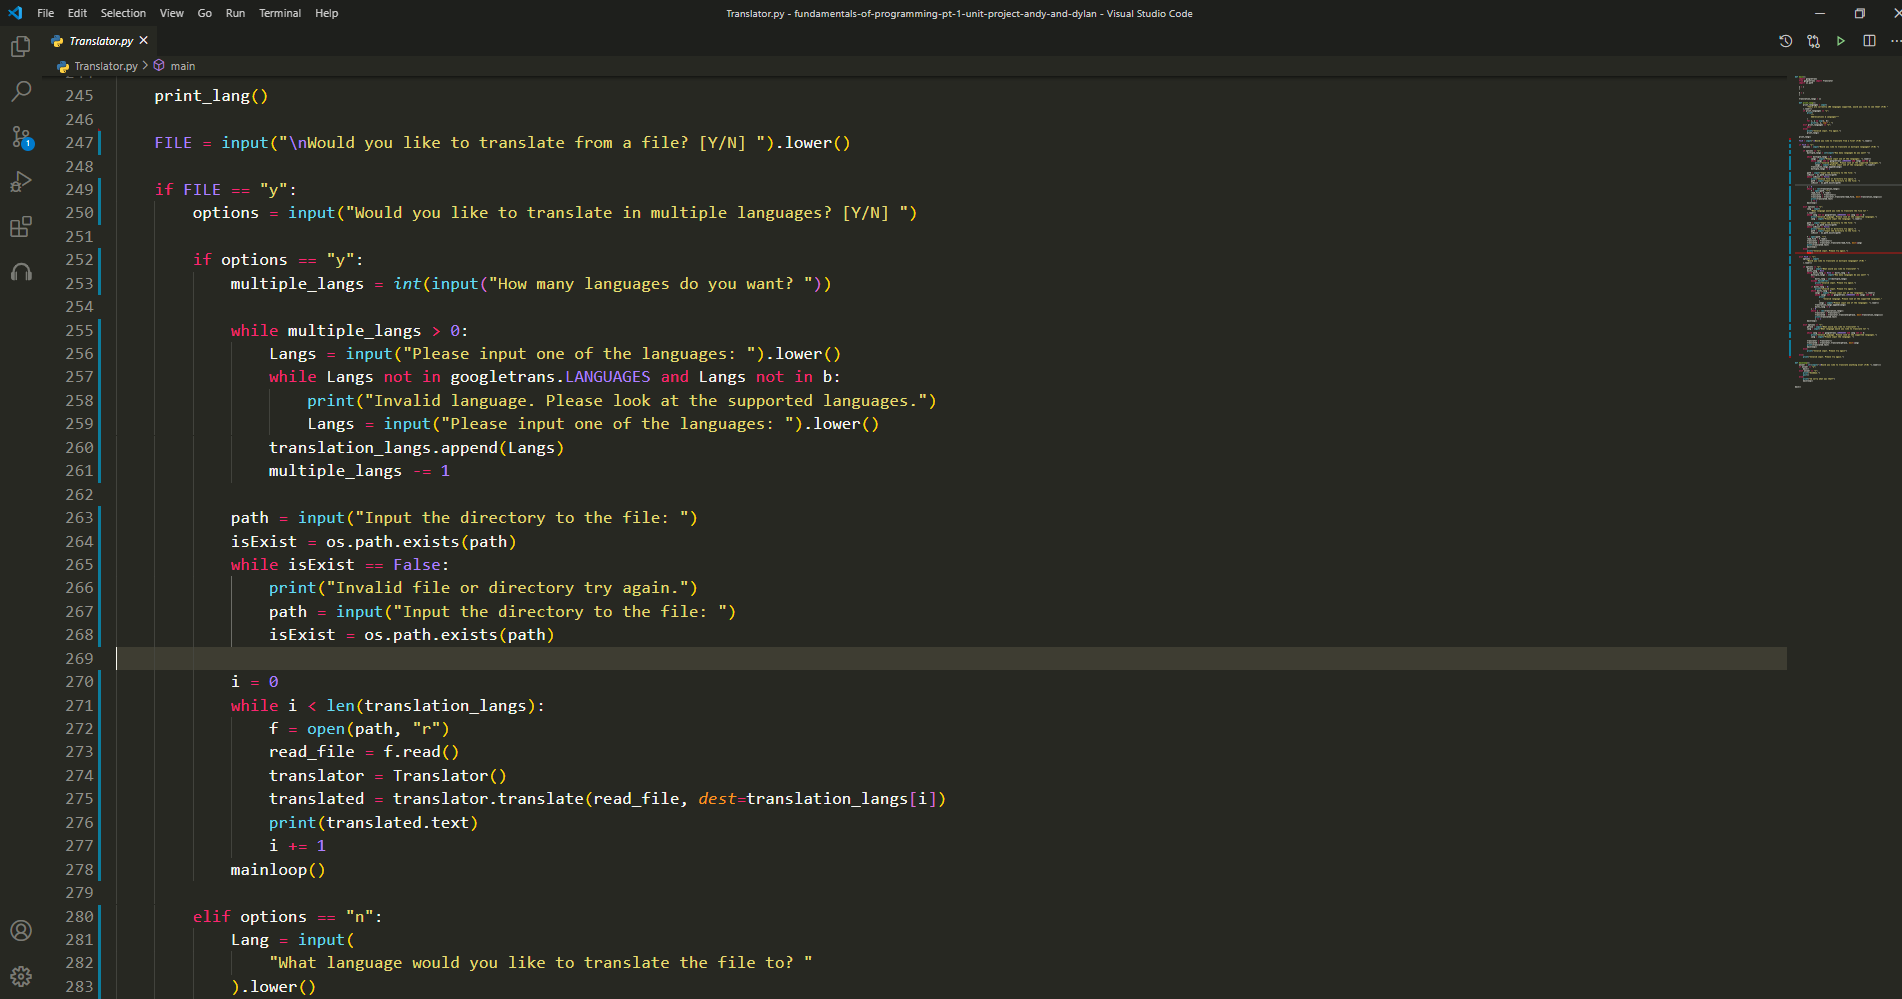 File Edit Selection View Go Run Terminal Help
Translator.py - fundamentals-of-programming-pt-1-unit-project-andy-and-dylan - Visual Studio Code
Translator.py
Translator.py > main
245 print_lang()
246
247 FILE = input("\nWould you like to translate from a file? [Y/N] ").lower()
248
249 if FILE == "y":
250 options = input("Would you like to translate in multiple languages? [Y/N] ")
251
252 if options == "y":
253 multiple_langs = int(input("How many languages do you want? "))
254
255 while multiple_langs > 0:
256 Langs = input("Please input one of the languages: ").lower()
257 while Langs not in googletrans.LANGUAGES and Langs not in b:
258 print("Invalid language. Please look at the supported languages.")
259 Langs = input("Please input one of the languages: ").lower()
260 translation_langs.append(Langs)
261 multiple_langs -= 1
262
263 path = input("Input the directory to the file: ")
264 isExist = os.path.exists(path)
265 while isExist == False:
266 print("Invalid file or directory try again.")
267 path = input("Input the directory to the file: ")
268 isExist = os.path.exists(path)
269
270 i = 0
271 while i < len(translation_langs):
272 f = open(path, "r")
273 read_file = f.read()
274 translator = Translator()
275 translated = translator.translate(read_file, dest=translation_langs[i])
276 print(translated.text)
277 i += 1
278 mainloop()
279
280 elif options == "n":
281 Lang = input(
282 "What language would you like to translate the file to? "
283 ).lower()
1